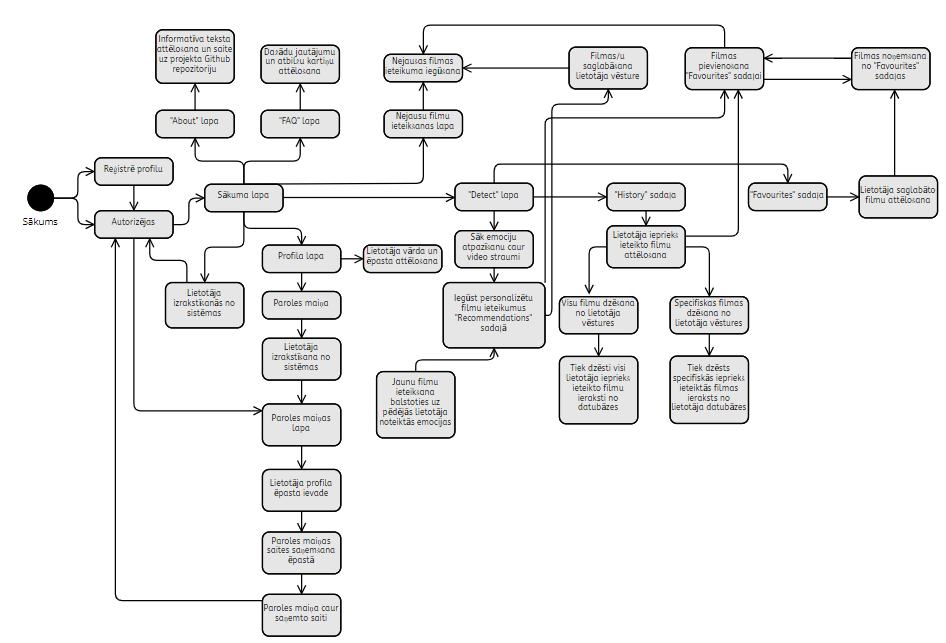 Informatīva teksta
attēlošana un saite
uz projekta Github
repozitoriju
Dažādu jautājumu
un atbilžu kartiņu
attēlošana
Nejaušas filmas
ieteikuma iegūšana
Filmas/u
saglabāšana
lietotāja vēsture
Filmas
pievienošana
"Favourites" sadaļai
Filmas noņemšana
no "Favourites"
sadaļas
"About" lapa
"FAQ" lapa
Nejaušu filmu
ieteikšanas lapa
Reģistrē profilu
Sākums
Autorizējas
Sākuma lapa
"Detect" lapa
"History" sadaļa
"Favourites" sadaļa
Lietotāja saglabāto
filmu attēlošana
Profila lapa
Lietotāja vārda un
ēpasta attēlošana
Sāk emociju
atpazīšanu caur
video straumi
Lietotāja iepriekš
ieteikto filmu
attēlošana
Lietotāja
izrakstīšanās no
sistēmas
Paroles maiņa
Iegūst personalizētu
filmu ieteikumus
"Recommendations"
sadaļā
Visu filmu dzēšana
no lietotāja
vēstures
Specifiskas filmas
dzēšana no
lietotāja vēstures
Lietotāja
izrakstīšana no
sistēmas
Jaunu filmu
ieteikšana
balstoties uz
pēdējās lietotāja
noteiktās emocijas
Tiek dzēsti visi
lietotāja iepriekš
ieteikto filmu
ieraksti no
datubāzes
Tiek dzēsts
specifiskās iepriekš
ieteiktās filmas
ieraksts no
lietotāja datubāzes
Paroles maiņas
lapa
Lietotāja profila
ēpasta ievade
Paroles maiņas
saites saņemšana
ēpastā
Paroles maiņa caur
saņemto saiti